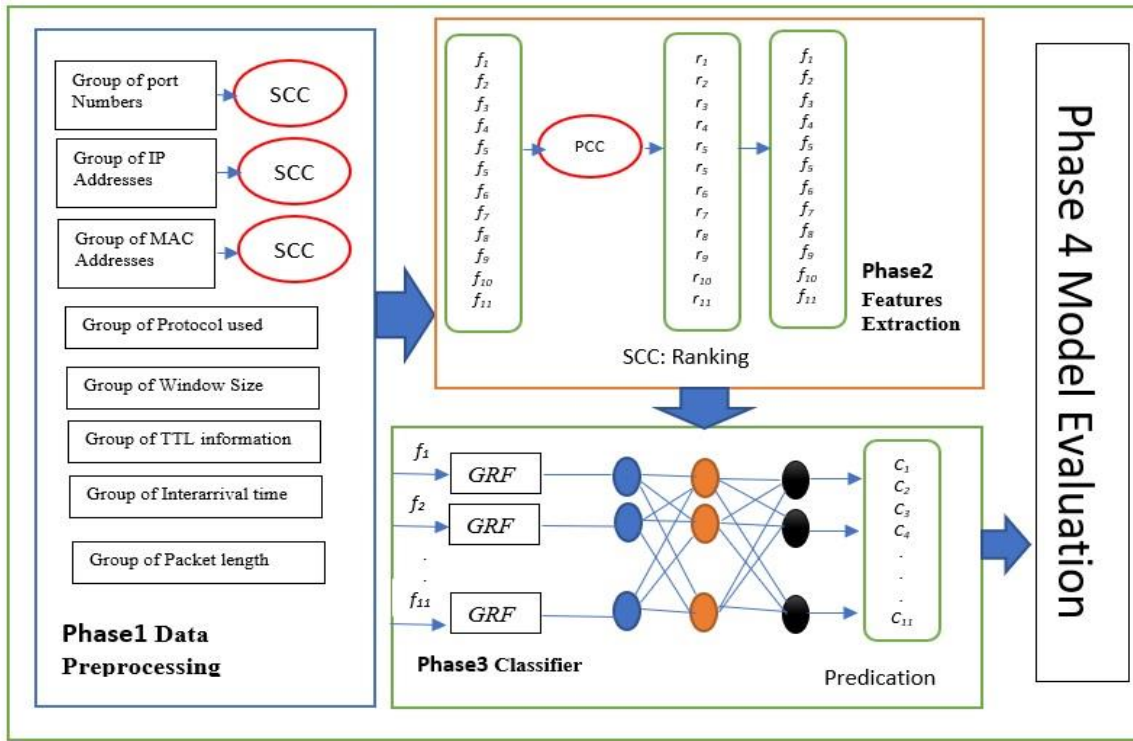 Group of port
Numbers
SCC
Group of IP
Addresses
SCC
Group of MAC
Addresses
SCC
Group of Protocol used
Group of Window Size
Group of TTL information
Group of Interarrival time
Group of Packet length
Phase1 Data
Preprocessing
f1
f2
f3
f4
f5
f5
f6
f7
f8
f9
f10
f11
PCC
r1
r2
r3
r4
r5
r5
r6
r7
r8
r9
r10
r11
f1
f2
f3
f4
f5
f5
f6
f7
f8
f9
f10
f11
Phase2
Features
Extraction
SCC: Ranking
f1
GRF
f2
GRF
.
.
f11
GRF
C1
C2
C3
C4
.
.
.
C11
Phase3 Classifier
Predication
Phase 4 Model Evaluation